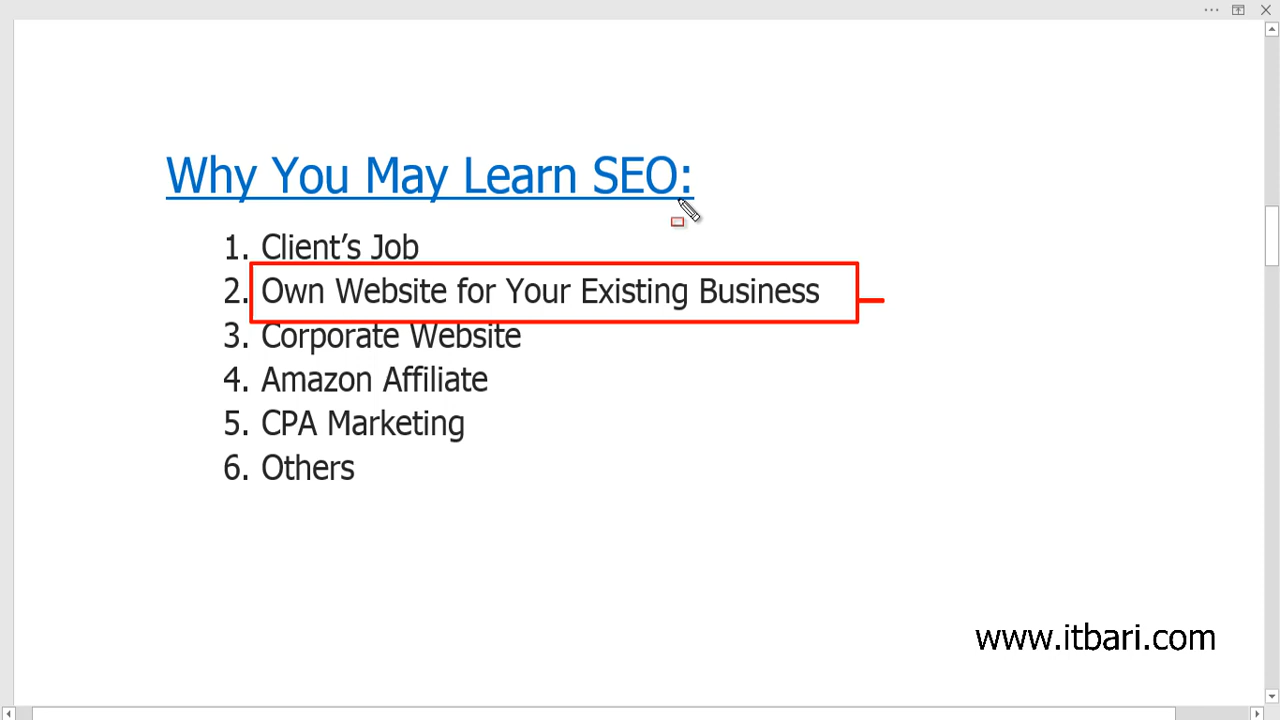 Why You May Learn SEO:
1. Client’s Job
2. Own Website for Your Existing Business
3. Corporate Website
4. Amazon Affiliate
5. CPA Marketing
6. Others
www.itbari.com